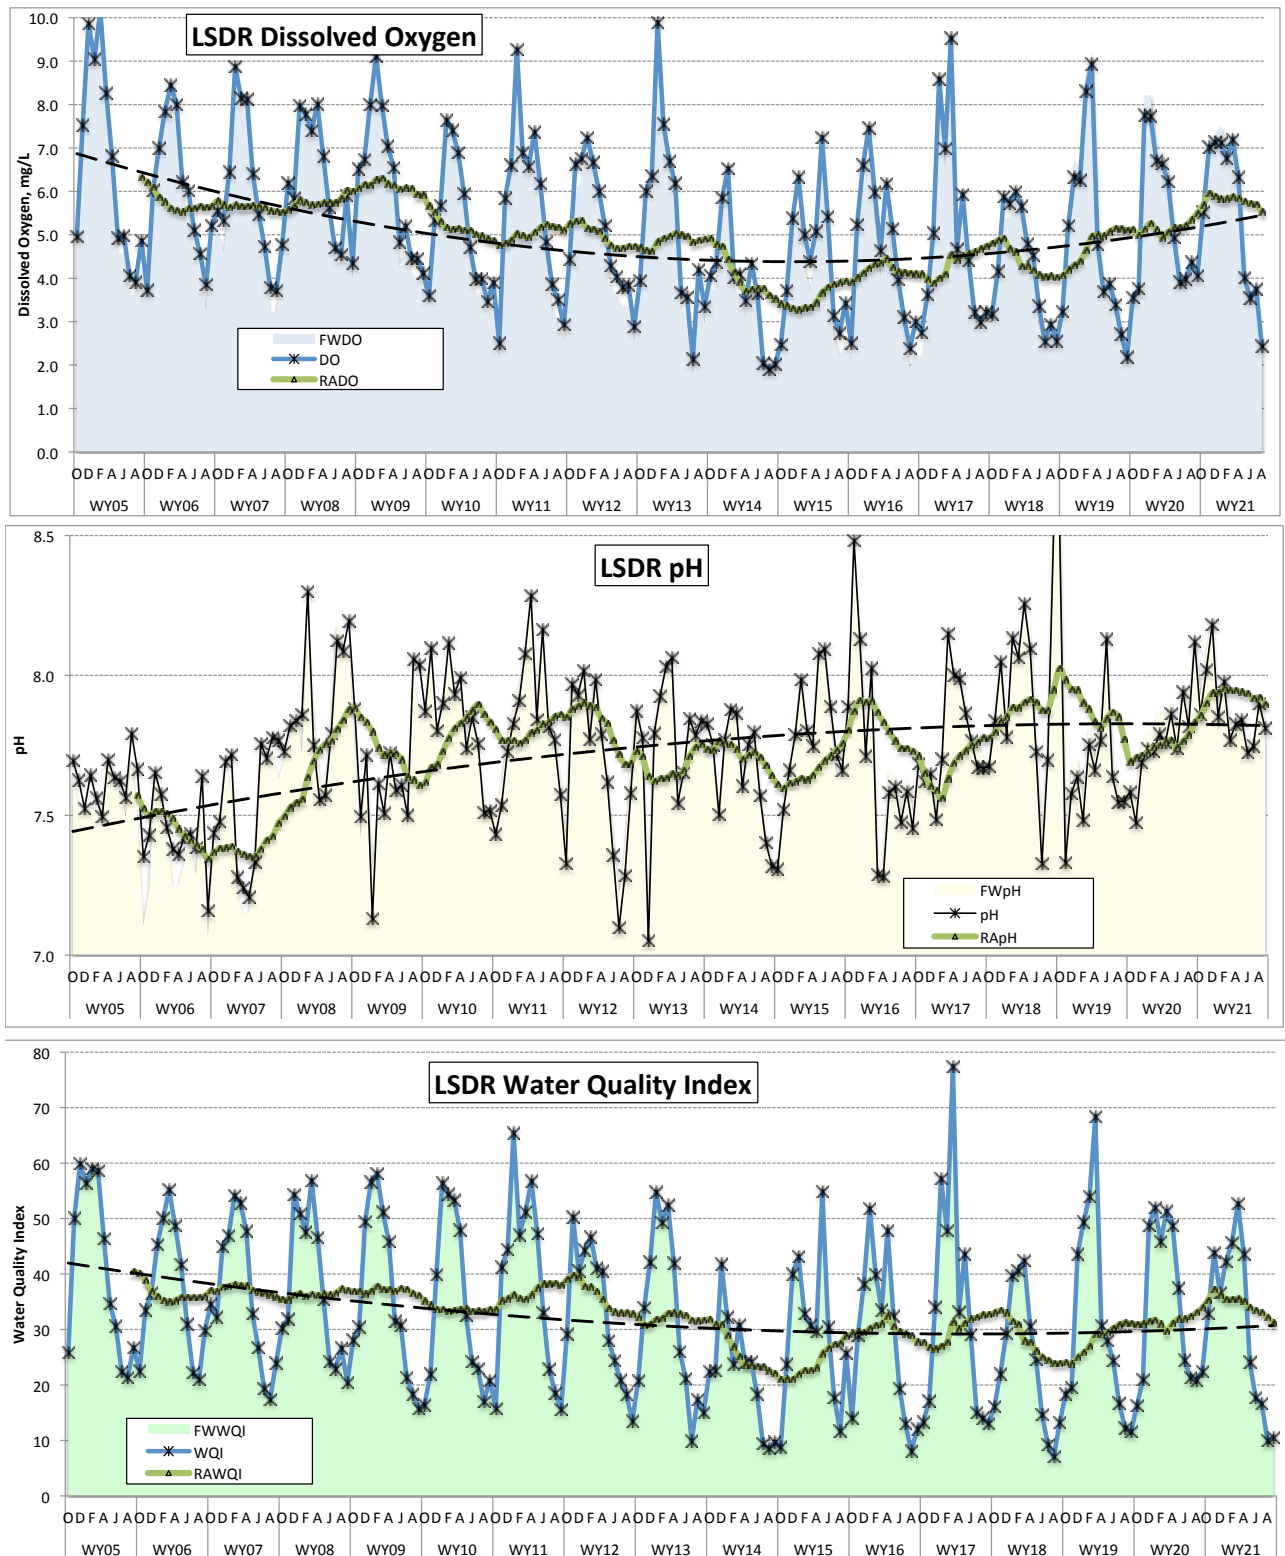 LSDR Dissolved Oxygen
Dissolved Oxygen, mg/L
10.0
9.0
8.0
7.0
6.0
5.0
4.0
3.0
2.0
1.0
0.0
FWDO
DO
RADO
O D F A J A O D F A J A O D F A J A O D F A J A O D F A J A O D F A J A O D F A J A O D F A J A O D F A J A O D F A J A O D F A J A O D F A J A O D F A J A O D F A J A O D F A J A O D F A J A O D F A J A
WY05 WY06 WY07 WY08 WY09 WY10 WY11 WY12 WY13 WY14 WY15 WY16 WY17 WY18 WY19 WY20 WY21
LSDR pH
pH
8.5
8.0
7.5
7.0
FWpH
pH
RApH
O D F A J A O D F A J A O D F A J A O D F A J A O D F A J A O D F A J A O D F A J A O D F A J A O D F A J A O D F A J A O D F A J A O D F A J A O D F A J A O D F A J A O D F A J A O D F A J A O D F A J A
WY05 WY06 WY07 WY08 WY09 WY10 WY11 WY12 WY13 WY14 WY15 WY16 WY17 WY18 WY19 WY20 WY21
LSDR Water Quality Index
Water Quality Index
80
70
60
50
40
30
20
10
0
FWWQI
WQI
RAWQI
O D F A J A O D F A J A O D F A J A O D F A J A O D F A J A O D F A J A O D F A J A O D F A J A O D F A J A O D F A J A O D F A J A O D F A J A O D F A J A O D F A J A O D F A J A O D F A J A O D F A J A
WY05 WY06 WY07 WY08 WY09 WY10 WY11 WY12 WY13 WY14 WY15 WY16 WY17 WY18 WY19 WY20 WY21